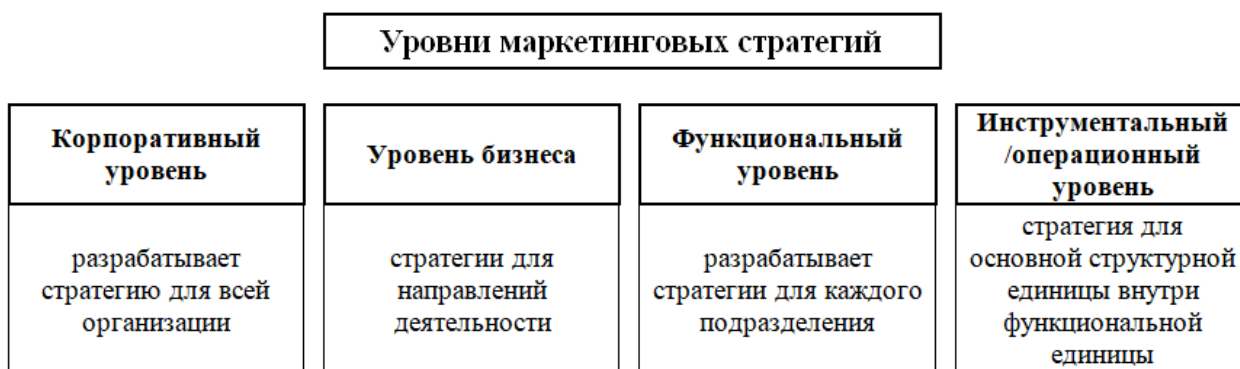 Уровни маркетинговых стратегий
Корпоративный
уровень
разрабатывает
стратегию для всей
организации
Уровень бизнеса
стратегии для
направлений
деятельности
Функциональный
уровень
разрабатывает
стратегии для каждого
подразделения
Инструментальный
/операционный
уровень
стратегия для
основной структурной
единицы внутри
функциональной
единицы